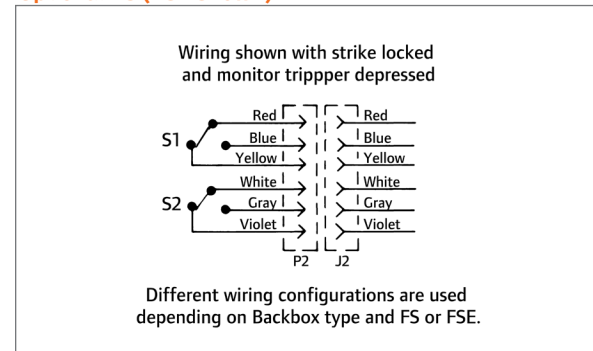 Wiring shown with strike locked
and monitor trippper depressed
Red Red
S1 Blue Blue
Yellow Yellow
White White
S2 Gray Gray
Violet Violet
P2 J2
Different wiring configurations are used
depending on Backbox type and FS or FSE.